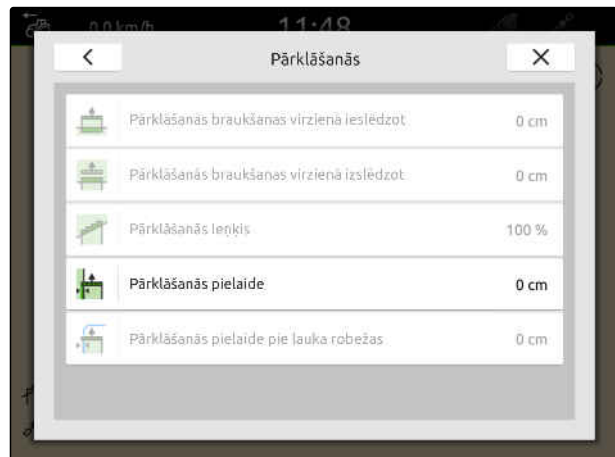 0.0 km/h 11:48
Pārklāšanās
Pārklāšanās braukšanas virzienā ieslēdzot 0 cm
Pārklāšanās braukšanas virzienā izslēdzot 0 cm
Pārklāšanās leņķis 100 %
Pārklāšanās pielaide 0 cm
Pārklāšanās pielaide pie lauka robežas 0 cm